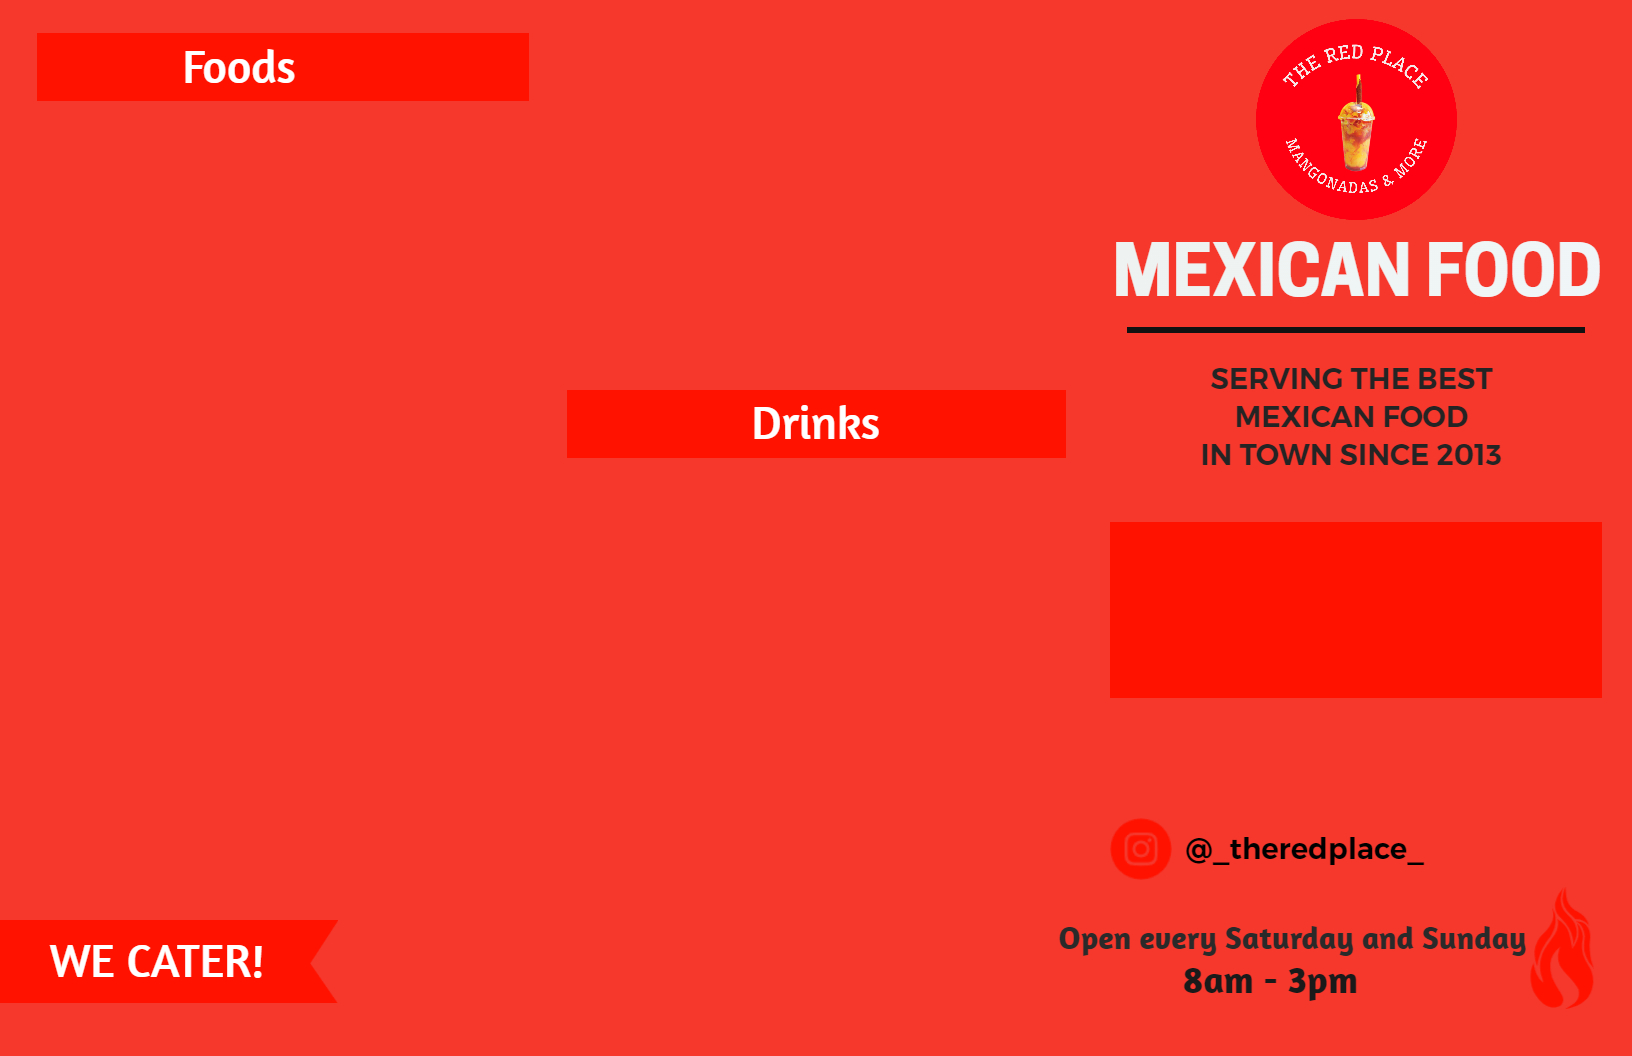 Foods
WE CATER!
Drinks
THE RED PLACE
MANGONADAS & MORE
MEXICAN FOOD
SERVING THE BEST
MEXICAN FOOD
IN TOWN SINCE 2013
@_theredplace_
Open every Saturday and Sunday
8am - 3pm